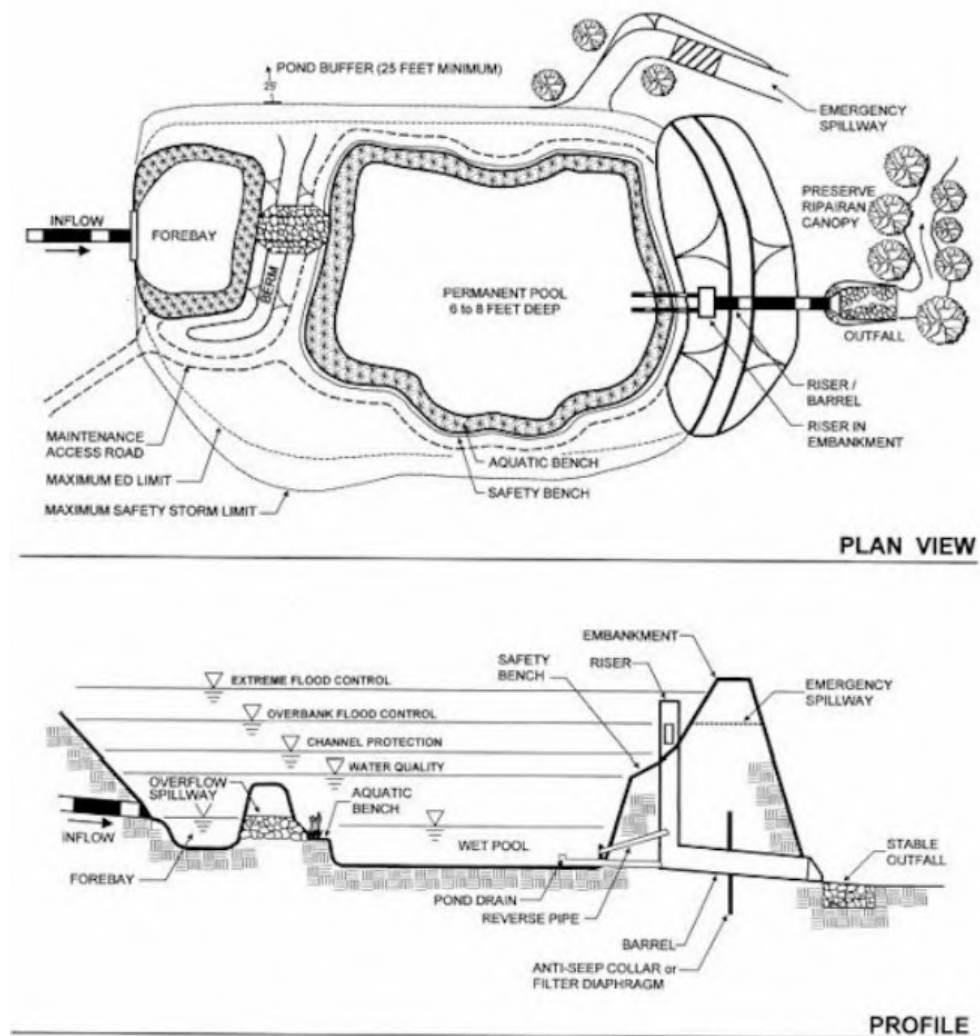 POND BUFFER (25 FEET MINIMUM)
25'
EMERGENCY
SPILLWAY
PRESERVE
RIPAIRAN
CANOPY
INFLOW
FOREBAY
BERM
PERMANENT POOL
6 to 8 FEET DEEP
OUTFALL
RISER /
BARREL
RISER IN
EMBANKMENT
MAINTENANCE
ACCESS ROAD
AQUATIC BENCH
MAXIMUM ED LIMIT
SAFETY BENCH
MAXIMUM SAFETY STORM LIMIT
PLAN VIEW
EMBANKMENT
SAFETY
BENCH
RISER
EXTREME FLOOD CONTROL
EMERGENCY
SPILLWAY
OVERBANK FLOOD CONTROL
CHANNEL PROTECTION
WATER QUALITY
OVERFLOW
SPILLWAY
AQUATIC
BENCH
INFLOW
WET POOL
STABLE
OUTFALL
FOREBAY
POND DRAIN
REVERSE PIPE
BARREL
ANTI-SEEP COLLAR or
FILTER DIAPHRAGM
PROFILE